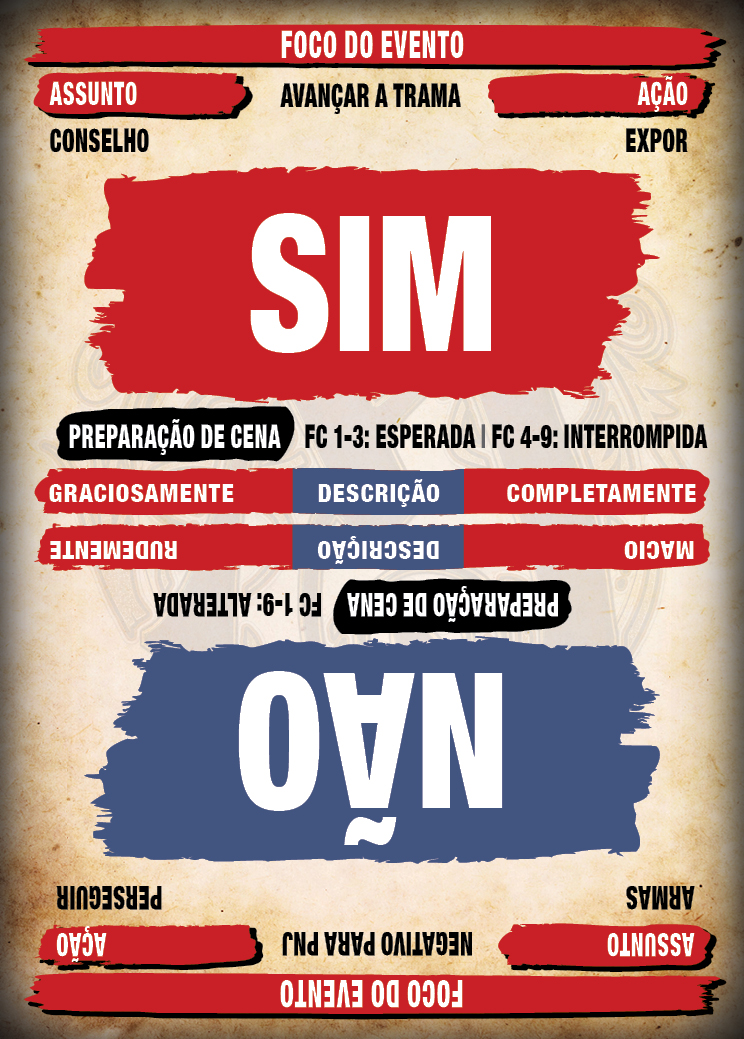 FOCO DO EVENTO
ASSUNTO AVANÇAR A TRAMA AÇÃO
CONSELHO EXPOR
SIM
PREPARAÇÃO DE CENA FC 1-3: ESPERADA | FC 4-9: INTERROMPIDA
GRACIOSAMENTE DESCRIÇÃO COMPLETAMENTE
MACIO DESCRIÇÃO RUDEMENTE
PREPARAÇÃO DE CENA FC 1-9: ALTERADA
NÃO
ARMAS PERSEGUIR
ASSUNTO NEGATIVO PARA PNJ AÇÃO
FOCO DO EVENTO